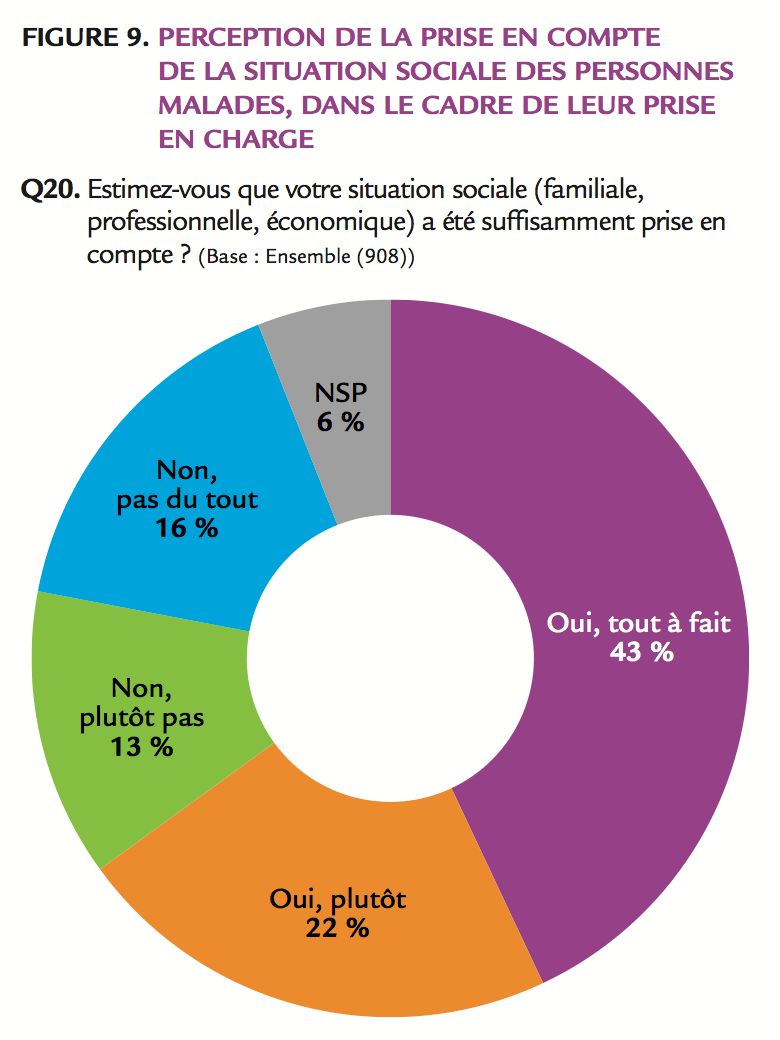 FIGURE 9. PERCEPTION DE LA PRISE EN COMPTE
DE LA SITUATION SOCIALE DES PERSONNES
MALADES, DANS LE CADRE DE LEUR PRISE
EN CHARGE
Q20. Estimez-vous que votre situation sociale (familiale,
professionnelle, économique) a été suffisamment prise en
compte ? (Base : Ensemble (908))
NSP
6 %
Non,
pas du tout
16 %
Oui, tout à fait
43 %
Non,
plutôt pas
13 %
Oui, plutôt
22 %